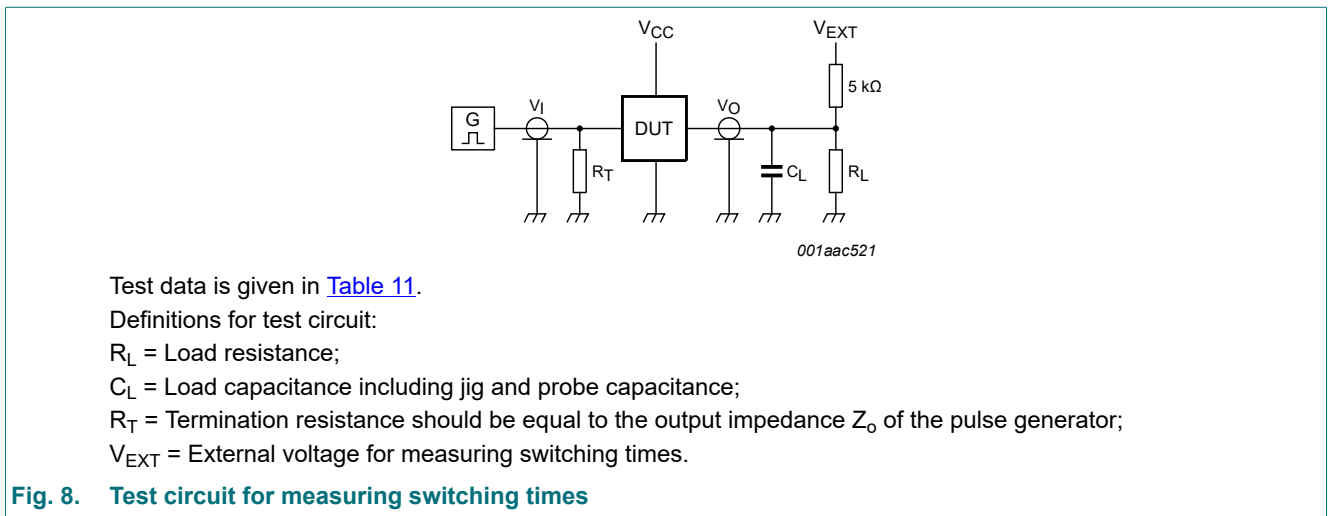 VCC
VEXT
5 kΩ
G
VI
DUT
VO
RT
CL
RL
001aac521
Test data is given in Table 11.
Definitions for test circuit:
RL = Load resistance;
CL = Load capacitance including jig and probe capacitance;
RT = Termination resistance should be equal to the output impedance Zo of the pulse generator;
VEXT = External voltage for measuring switching times.
Fig. 8. Test circuit for measuring switching times